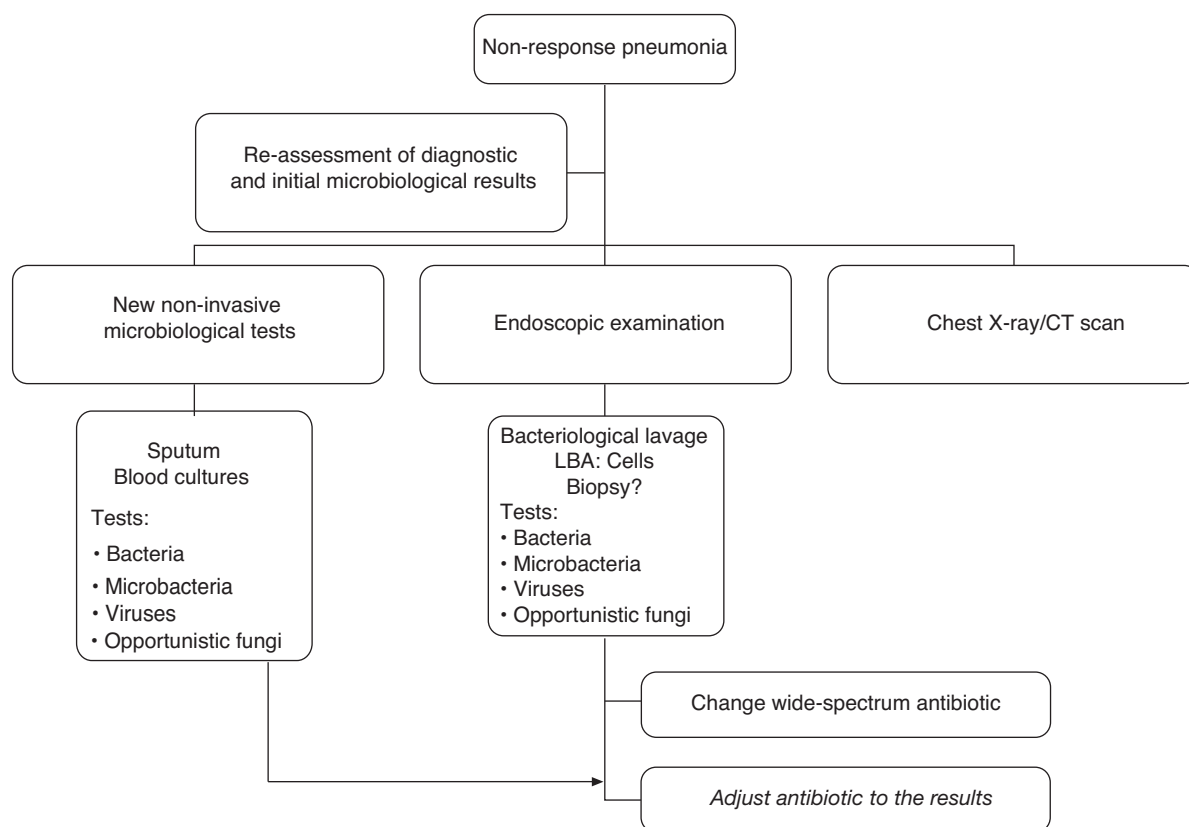 Non-response pneumonia
Re-assessment of diagnostic
and initial microbiological results
New non-invasive
microbiological tests
Endoscopic examination
Chest X-ray/CT scan
Sputum
Blood cultures
Tests:
• Bacteria
• Microbacteria
• Viruses
• Opportunistic fungi
Bacteriological lavage
LBA: Cells
Biopsy?
Tests:
• Bacteria
• Microbacteria
• Viruses
• Opportunistic fungi
Change wide-spectrum antibiotic
Adjust antibiotic to the results